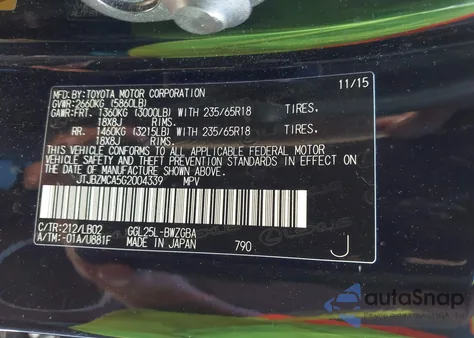 MFD.BY:TOYOTA MOTOR CORPORATION 11/15
GVWR:2660KG (5860LB)
GAWR:FRT. 1360KG (3000LB) WITH 235/65R18 TIRES.
18X8J RIMS.
RR. 1460KG (3215LB) WITH 235/65R18 TIRES.
18X8J RIMS.
THIS VEHICLE CONFORMS TO ALL APPLICABLE FEDERAL MOTOR
VEHICLE SAFETY AND THEFT PREVENTION STANDARDS IN EFFECT ON
THE DATE OF MANUFACTURE SHOWN ABOVE.
JTJBZMCA5G2004339 MPV
C/TR:212/LB02 GGL25L-BWZGBA
A/TM:-01A/U881F MADE IN JAPAN 790 J
autoSnap